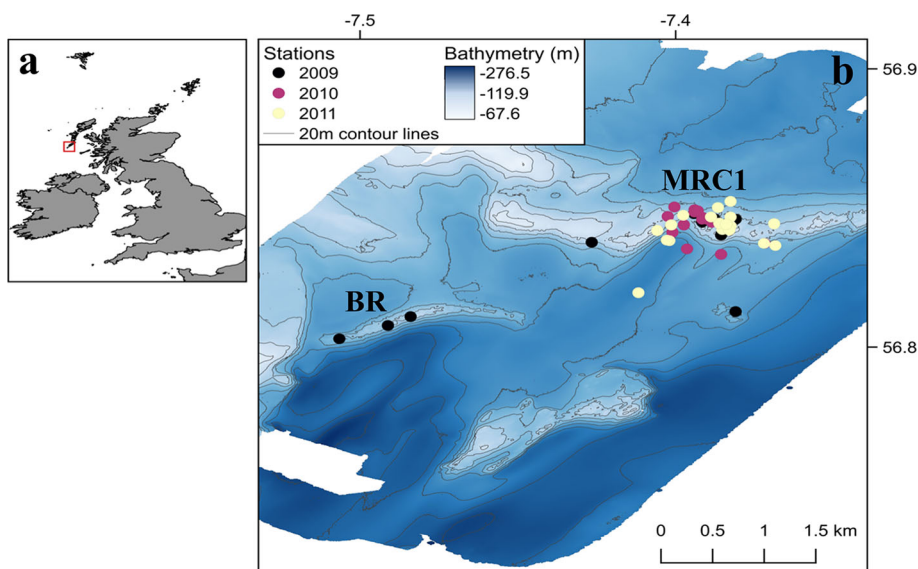 -7.5
-7.4
a
b
Stations
2009
2010
2011
20m contour lines
Bathymetry (m)
-276.5
-119.9
-67.6
56.9
MRC1
BR
56.8
0 0.5 1 1.5 km